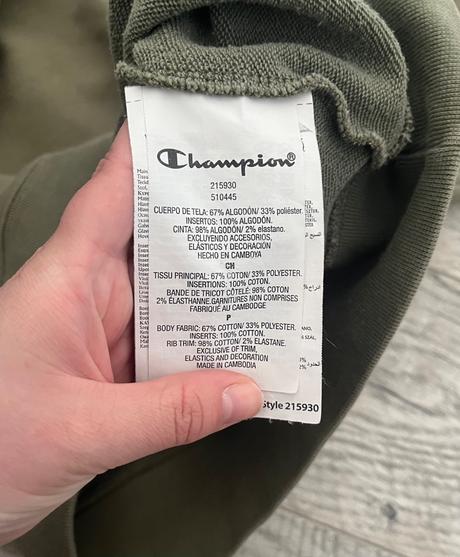 Champion®
215930
510445
CUERPO DE TELA: 67% ALGODÓN/ 33% poliéster.
INSERTOS: 100% ALGODÓN.
CINTA: 98% ALGODÓN/ 2% elastano.
EXCLUYENDO ACCESORIOS,
ELÁSTICOS Y DECORACIÓN
HECHO EN CAMBOYA
CH
TISSU PRINCIPAL: 67% COTON/ 33% POLYESTER.
INSERTIONS: 100% COTON.
BANDE DE TRICOT CÔTELÉ: 98% COTON
2% ÉLASTHANNE.GARNITURES NON COMPRISES
FABRIQUÉ AU CAMBODGE
P
BODY FABRIC: 67% COTTON/ 33% POLYESTER.
INSERTS: 100% COTTON.
RIB TRIM: 98% COTTON/ 2% ELASTANE.
EXCLUSIVE OF TRIM,
ELASTICS AND DECORATION
MADE IN CAMBODIA
Style 215930